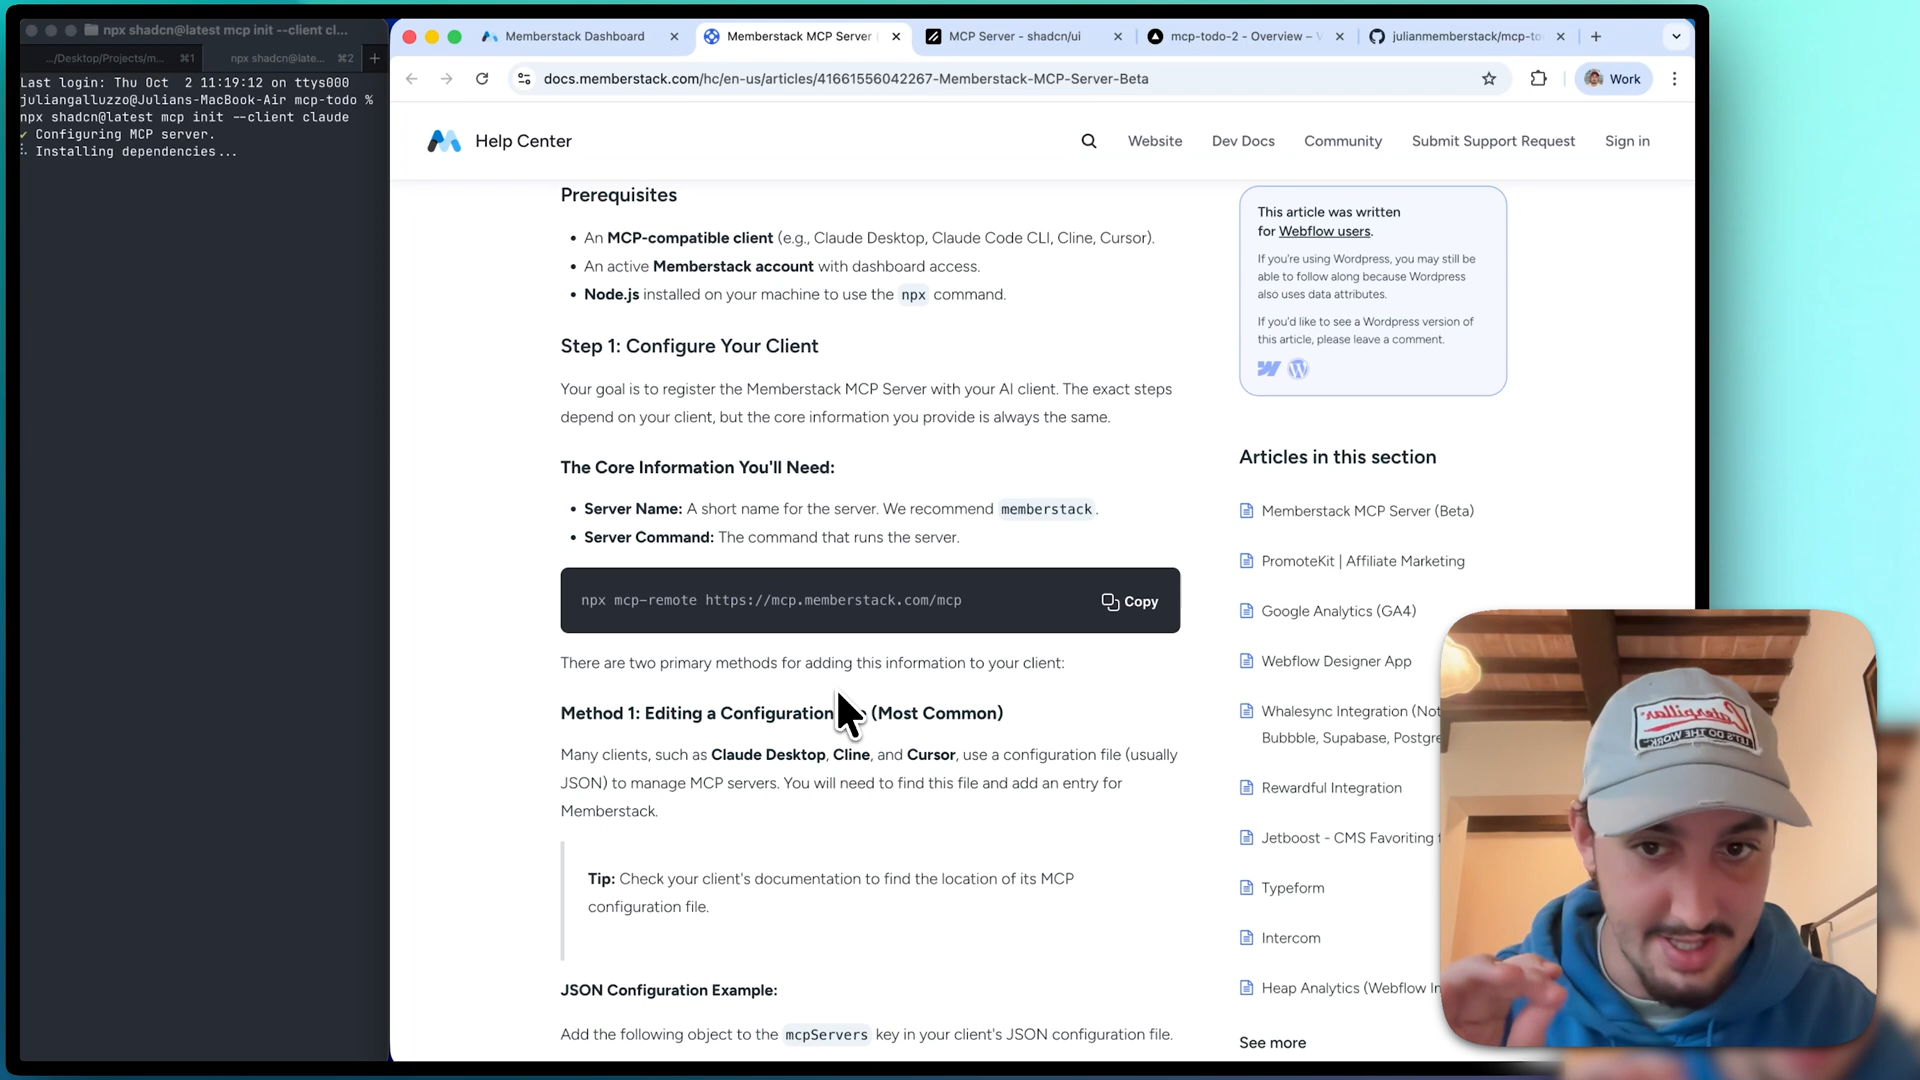 npx shadcn@latest mcp init --client cl...
.../Desktop/Projects/m... ⌘1 npx shadcn@late... ⌘2 +
Last login: Thu Oct  2 11:19:12 on ttys000
juliangalluzzo@Julians-MacBook-Air mcp-todo %
npx shadcn@latest mcp init --client claude
✔ Configuring MCP server.
Installing dependencies...
Memberstack Dashboard
Memberstack MCP Server
MCP Server - shadcn/ui
mcp-todo-2 - Overview – V
julianmemberstack/mcp-to
docs.memberstack.com/hc/en-us/articles/41661556042267-Memberstack-MCP-Server-Beta
Work
Help Center
Website
Dev Docs
Community
Submit Support Request
Sign in
Prerequisites
• An MCP-compatible client (e.g., Claude Desktop, Claude Code CLI, Cline, Cursor).
• An active Memberstack account with dashboard access.
• Node.js installed on your machine to use the npx command.
Step 1: Configure Your Client
Your goal is to register the Memberstack MCP Server with your AI client. The exact steps
depend on your client, but the core information you provide is always the same.
The Core Information You'll Need:
• Server Name: A short name for the server. We recommend memberstack.
• Server Command: The command that runs the server.
npx mcp-remote https://mcp.memberstack.com/mcp
Copy
There are two primary methods for adding this information to your client:
Method 1: Editing a Configuration (Most Common)
Many clients, such as Claude Desktop, Cline, and Cursor, use a configuration file (usually
JSON) to manage MCP servers. You will need to find this file and add an entry for
Memberstack.
Tip: Check your client's documentation to find the location of its MCP
configuration file.
JSON Configuration Example:
Add the following object to the mcpServers key in your client's JSON configuration file.
This article was written
for Webflow users.
If you're using Wordpress, you may still be
able to follow along because Wordpress
also uses data attributes.
If you'd like to see a Wordpress version of
this article, please leave a comment.
Articles in this section
Memberstack MCP Server (Beta)
PromoteKit | Affiliate Marketing
Google Analytics (GA4)
Webflow Designer App
Whalesync Integration (Not
Bubbble, Supabase, Postgre
Rewardful Integration
Jetboost - CMS Favoriting
Typeform
Intercom
Heap Analytics (Webflow In
See more
Caterpillar
LET'S DO THE WORK